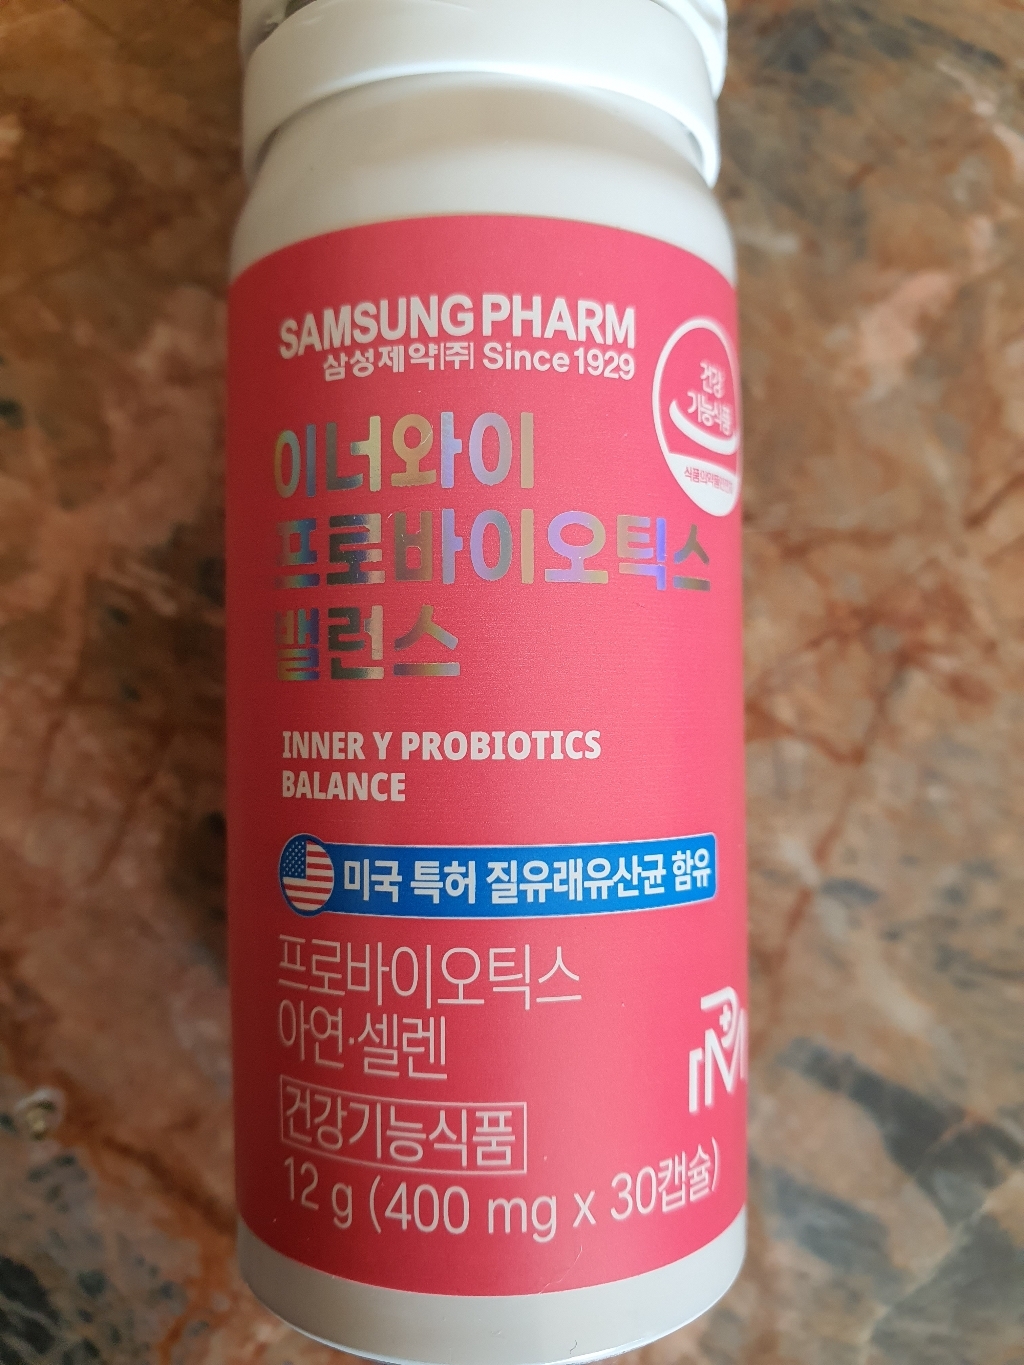 SAMSUNG PHARM
삼성제약(주) Since 1929
건강
기능식품
이너와이
프로바이오틱스
밸런스
INNER Y PROBIOTICS
BALANCE
미국 특허 질유래유산균 함유
프로바이오틱스
아연·셀렌
건강기능식품
12 g (400 mg x 30캡슐)